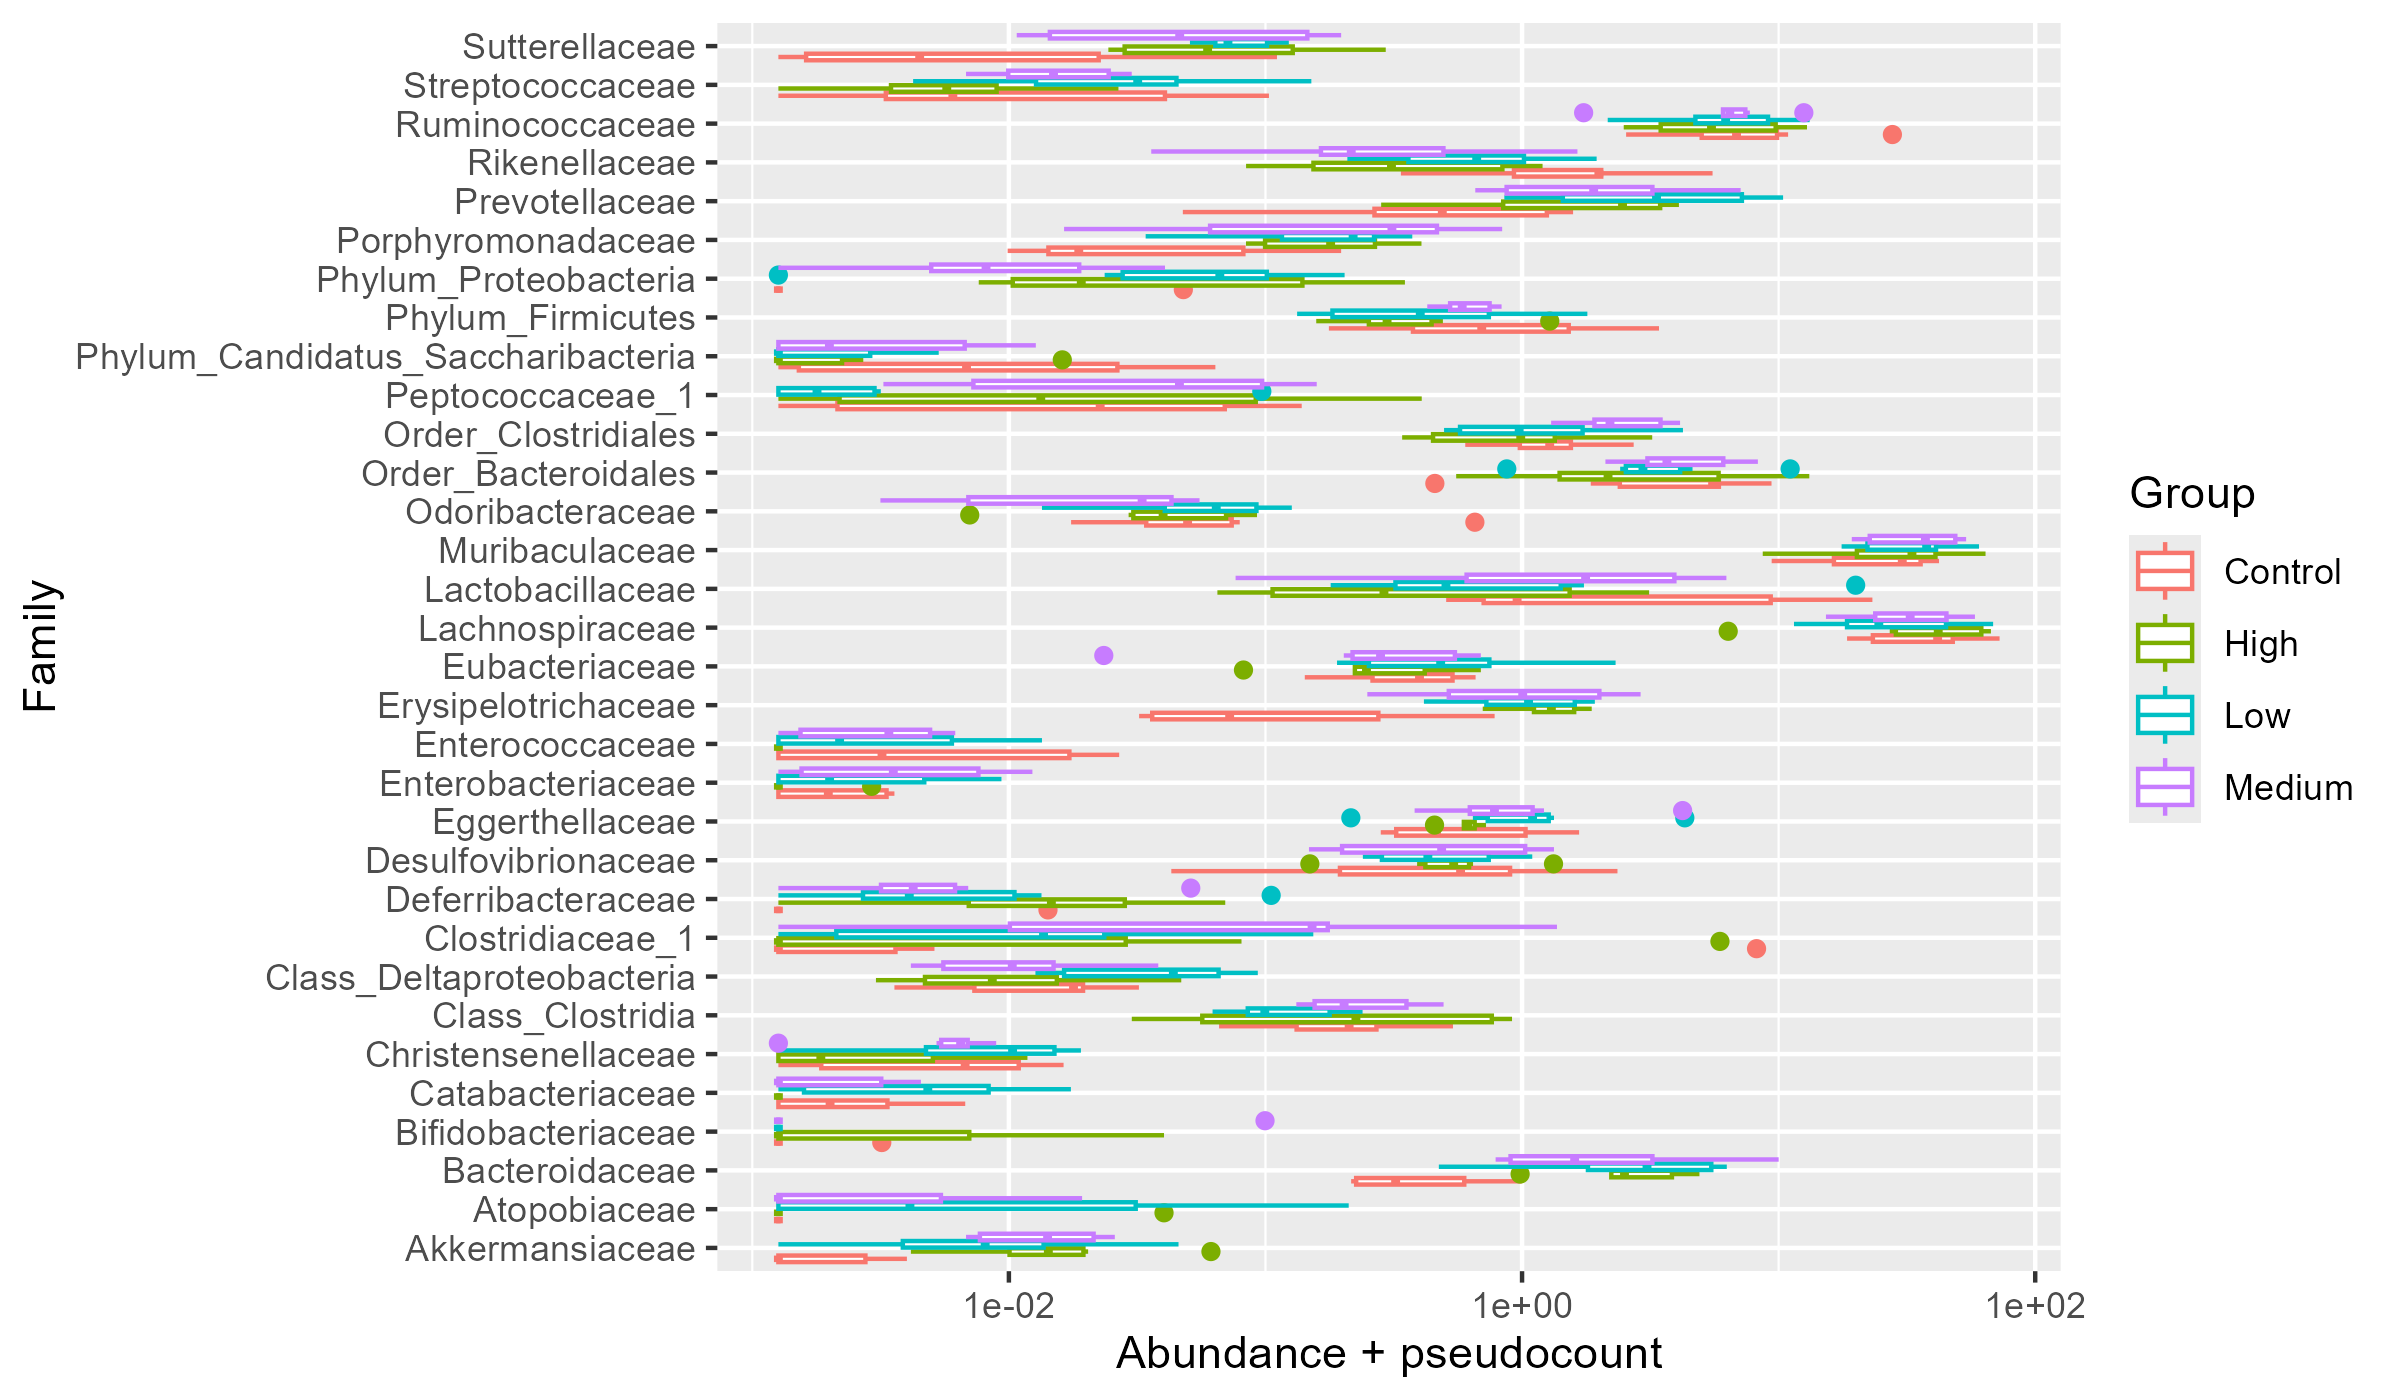 Sutterellaceae
Streptococcaceae
Ruminococcaceae
Rikenellaceae
Prevotellaceae
Porphyromonadaceae
Phylum_Proteobacteria
Phylum_Firmicutes
Phylum_Candidatus_Saccharibacteria
Peptococcaceae_1
Order_Clostridiales
Order_Bacteroidales
Odoribacteraceae
Muribaculaceae
Lactobacillaceae
Lachnospiraceae
Eubacteriaceae
Erysipelotrichaceae
Enterococcaceae
Enterobacteriaceae
Eggerthellaceae
Desulfovibrionaceae
Deferribacteraceae
Clostridiaceae_1
Class_Deltaproteobacteria
Class_Clostridia
Christensenellaceae
Catabacteriaceae
Bifidobacteriaceae
Bacteroidaceae
Atopobiaceae
Akkermansiaceae
Family
1e-02 1e+00 1e+02
Abundance + pseudocount
Group
Control
High
Low
Medium